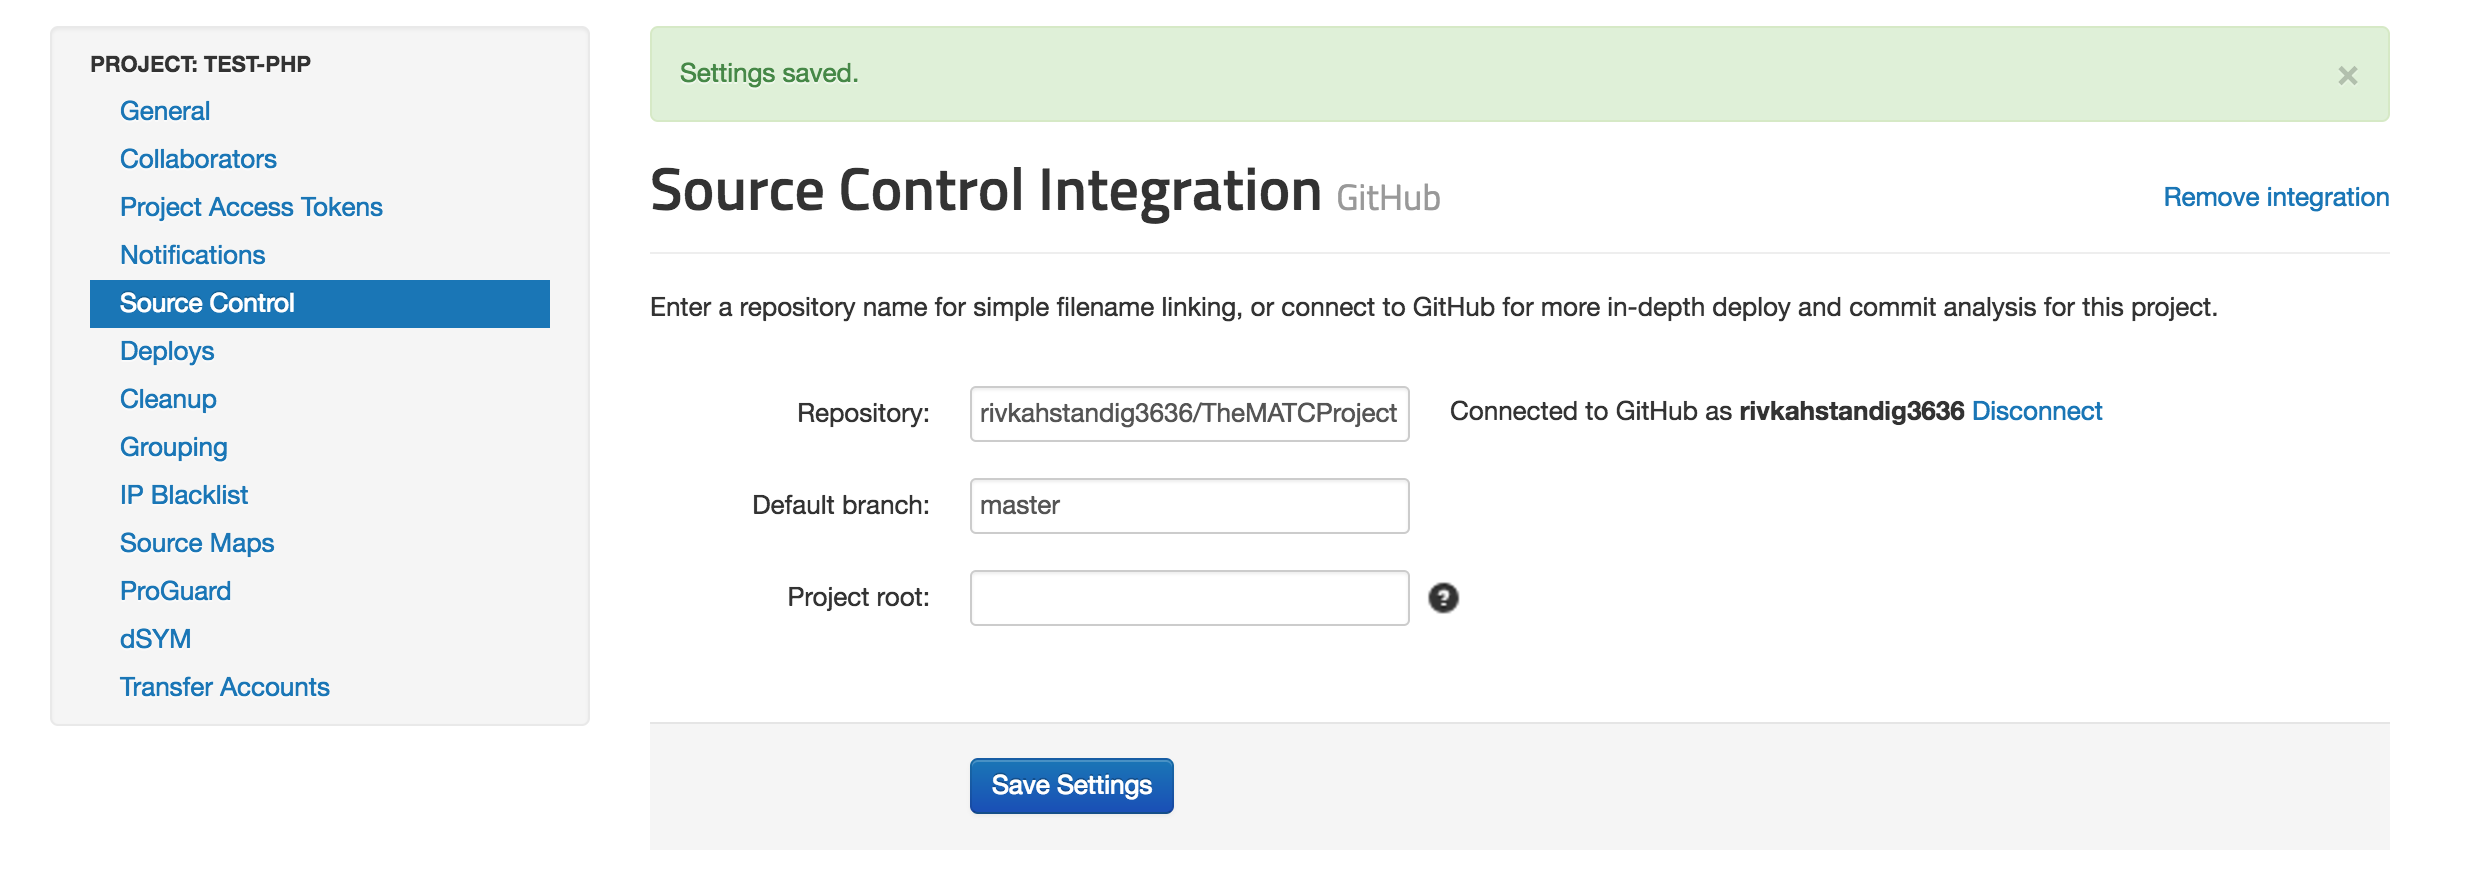 PROJECT: TEST-PHP
General
Collaborators
Project Access Tokens
Notifications
Source Control
Deploys
Cleanup
Grouping
IP Blacklist
Source Maps
ProGuard
dSYM
Transfer Accounts
Settings saved.
×
Source Control Integration GitHub
Remove integration
Enter a repository name for simple filename linking, or connect to GitHub for more in-depth deploy and commit analysis for this project.
Repository: rivkahstandig3636/TheMATCProject Connected to GitHub as rivkahstandig3636 Disconnect
Default branch: master
Project root: ?
Save Settings